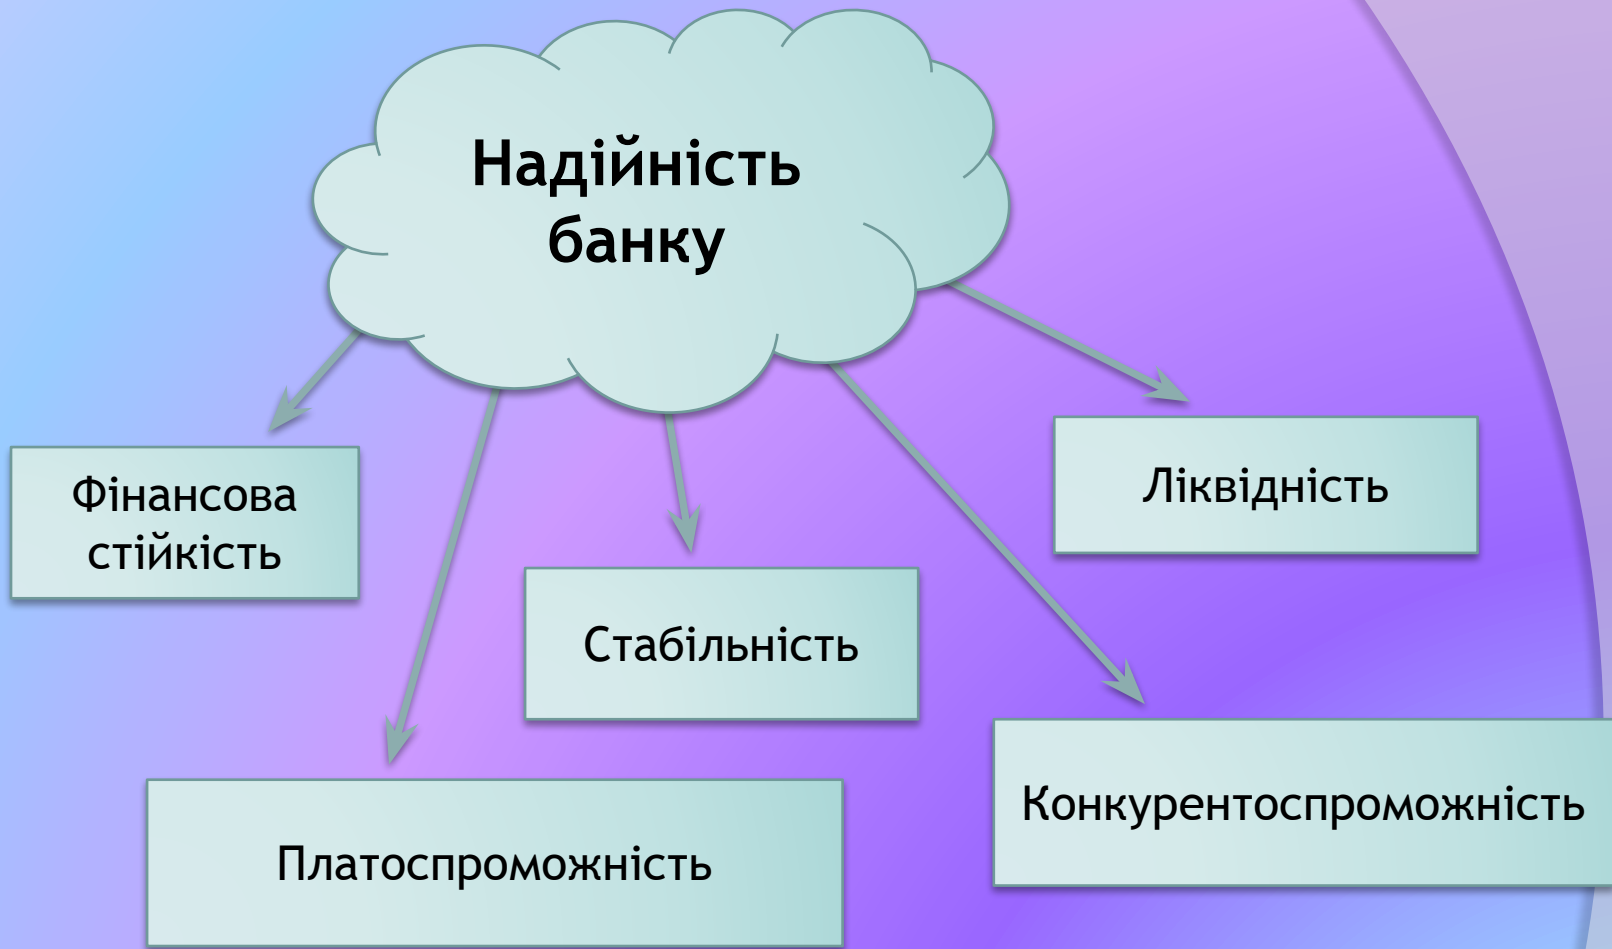 Надійність
банку
Фінансова
стійкість
Ліквідність
Стабільність
Конкурентоспроможність
Платоспроможність